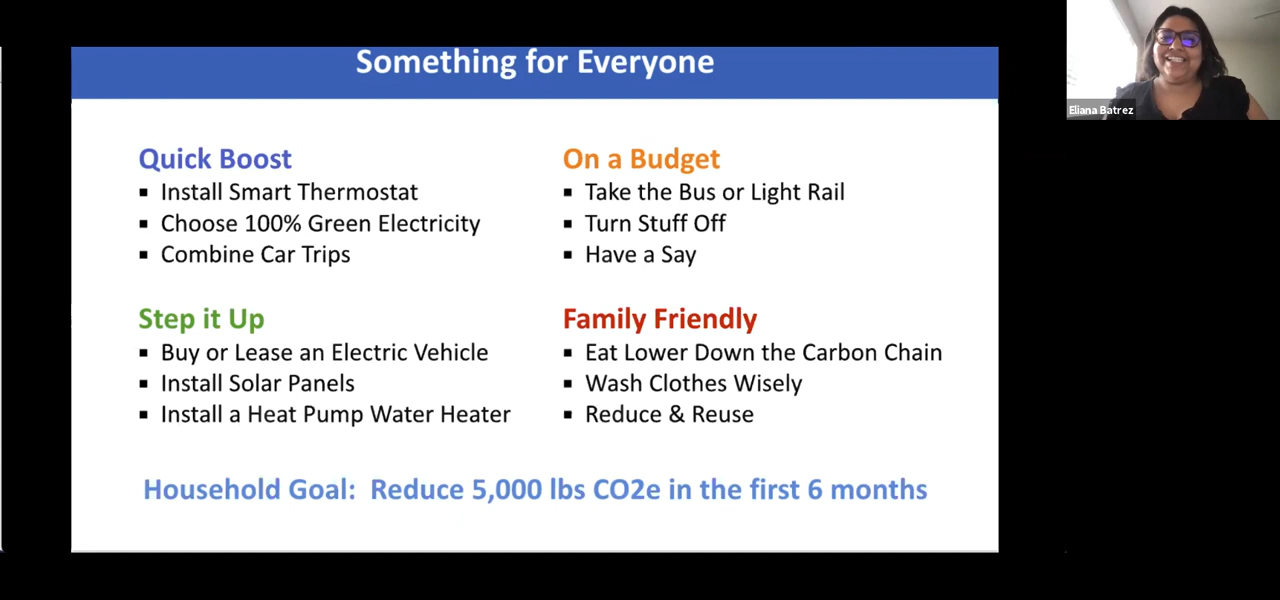 Something for Everyone
Quick Boost
▪ Install Smart Thermostat
▪ Choose 100% Green Electricity
▪ Combine Car Trips
On a Budget
▪ Take the Bus or Light Rail
▪ Turn Stuff Off
▪ Have a Say
Step it Up
▪ Buy or Lease an Electric Vehicle
▪ Install Solar Panels
▪ Install a Heat Pump Water Heater
Family Friendly
▪ Eat Lower Down the Carbon Chain
▪ Wash Clothes Wisely
▪ Reduce & Reuse
Household Goal: Reduce 5,000 lbs CO2e in the first 6 months
Eliana Batrez